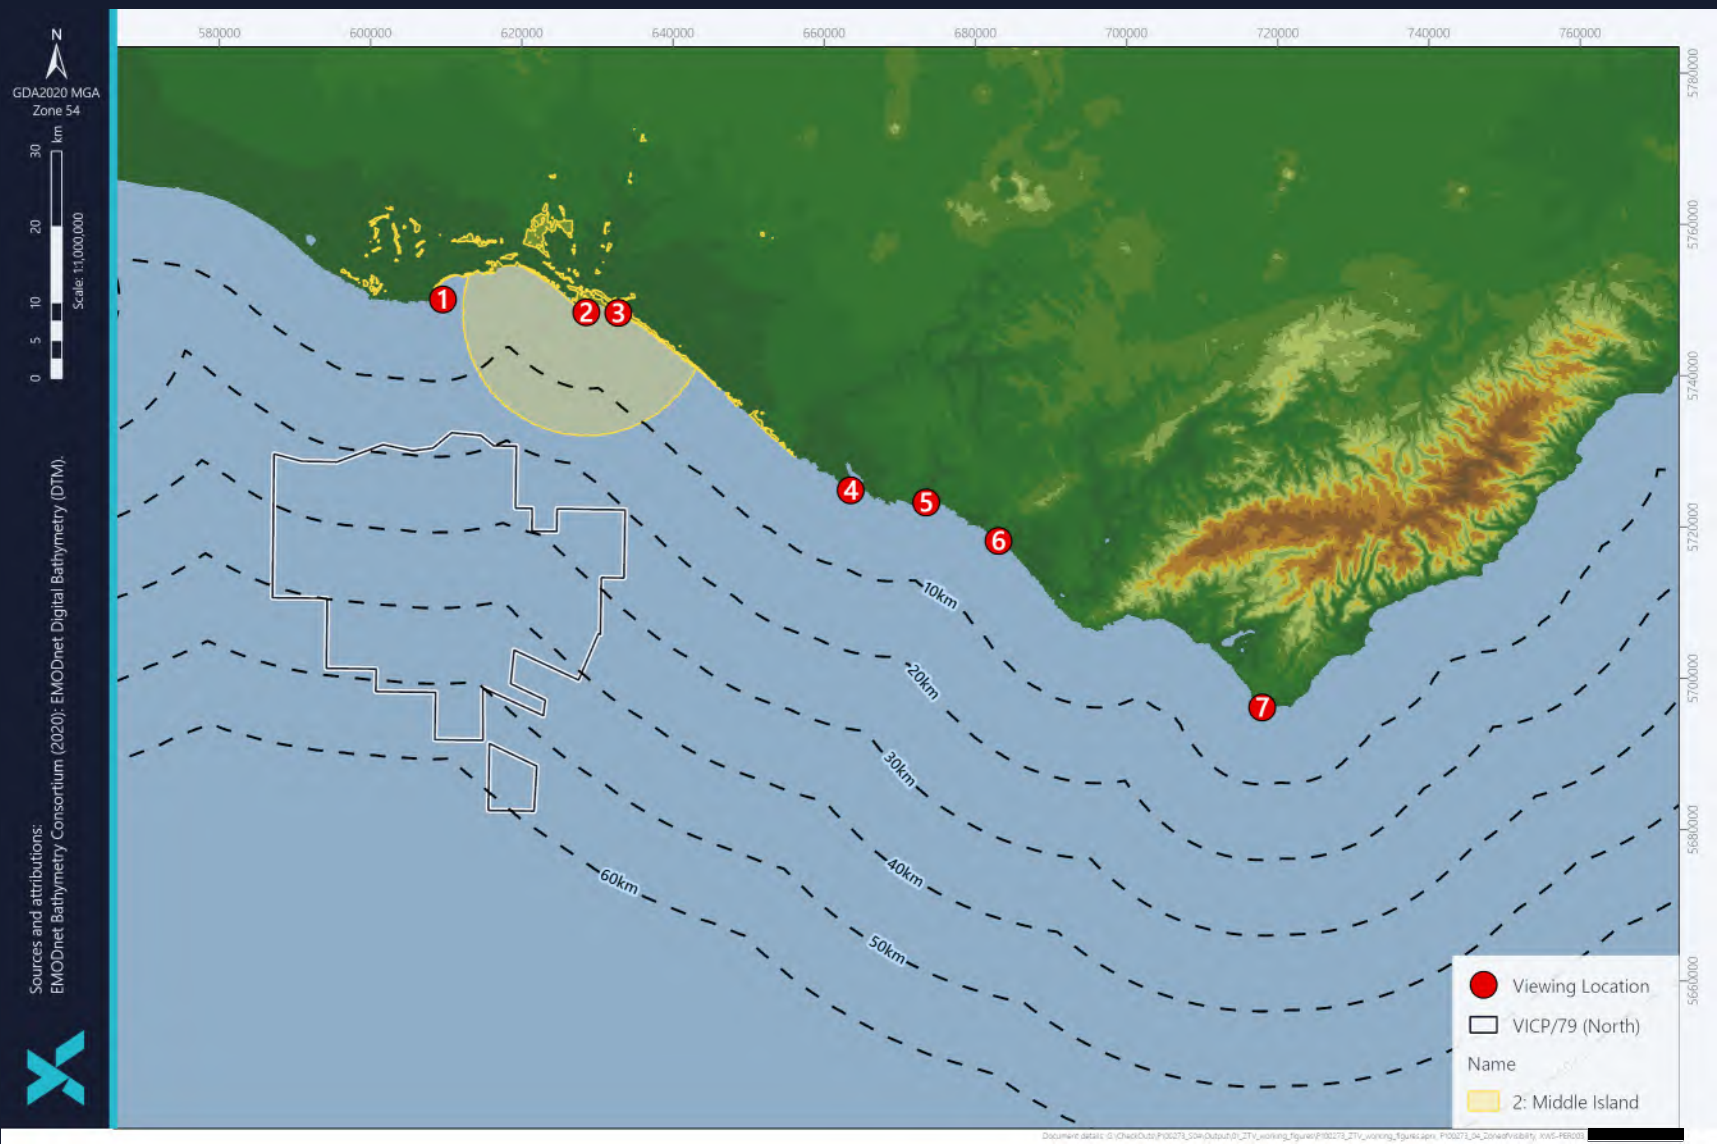 N
GDA2020 MGA
Zone 54
km
30
20
10
5
0
Scale: 1:1,000,000
Sources and attributions:
EMODnet Bathymetry Consortium (2020): EMODnet Digital Bathymetry (DTM).
580000
600000
620000
640000
660000
680000
700000
720000
740000
760000
5780000
5760000
5740000
5720000
5700000
5680000
5660000
1
2
3
4
5
6
7
10km
20km
30km
40km
50km
60km
Viewing Location
VICP/79 (North)
Name
2: Middle Island
Document details: